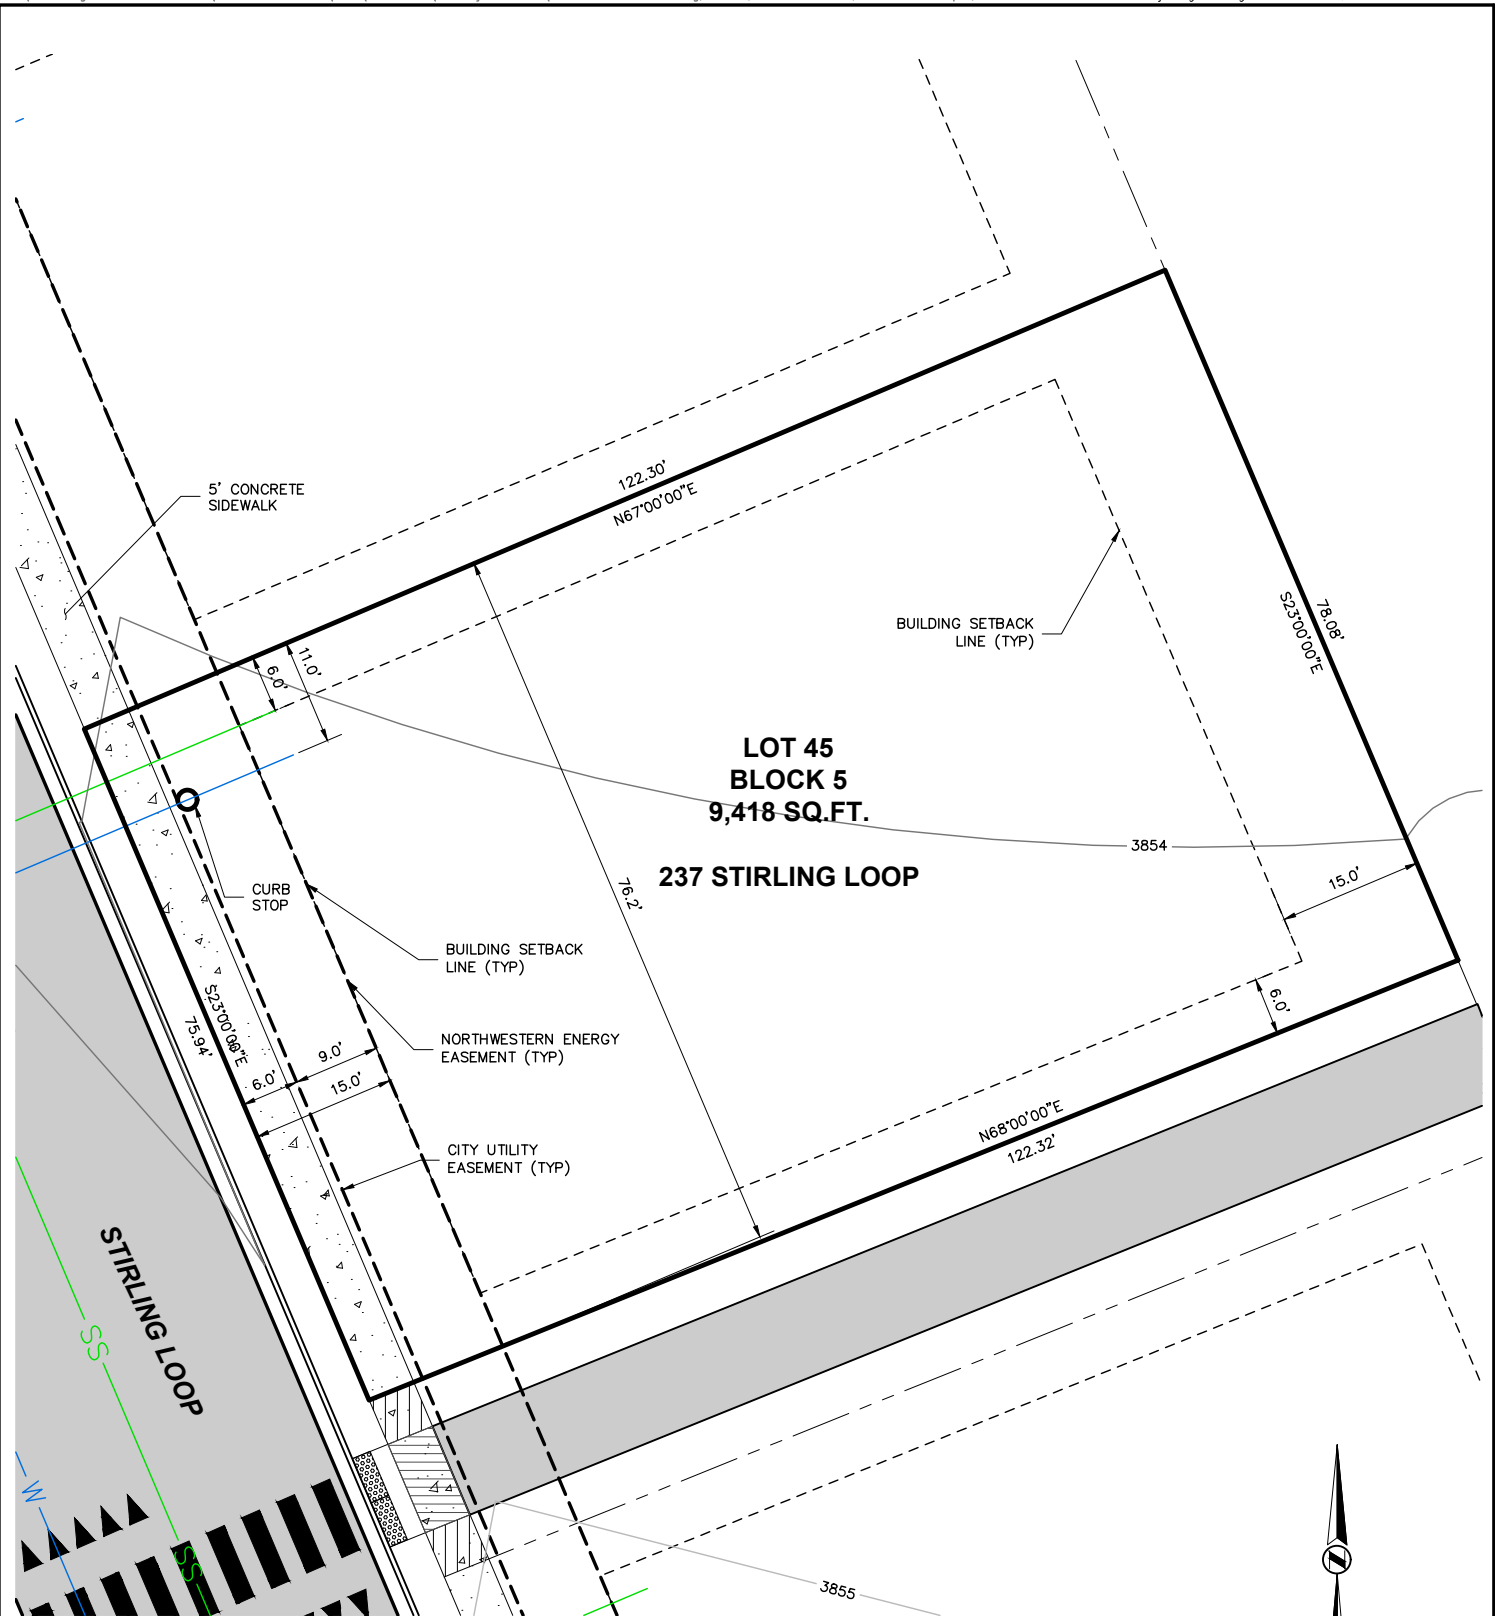 122.30'
N67°00'00"E
5' CONCRETE
SIDEWALK
BUILDING SETBACK
LINE (TYP)
78.08'
S23°00'00"E
6.0'
11.0'
LOT 45
BLOCK 5
9,418 SQ.FT.
237 STIRLING LOOP
3854
15.0'
76.2'
CURB
STOP
BUILDING SETBACK
LINE (TYP)
S23°00'00"E
75.94'
NORTHWESTERN ENERGY
EASEMENT (TYP)
6.0'
9.0'
15.0'
6.0'
N68°00'00"E
122.32'
CITY UTILITY
EASEMENT (TYP)
STIRLING LOOP
SS
W
SS
3855